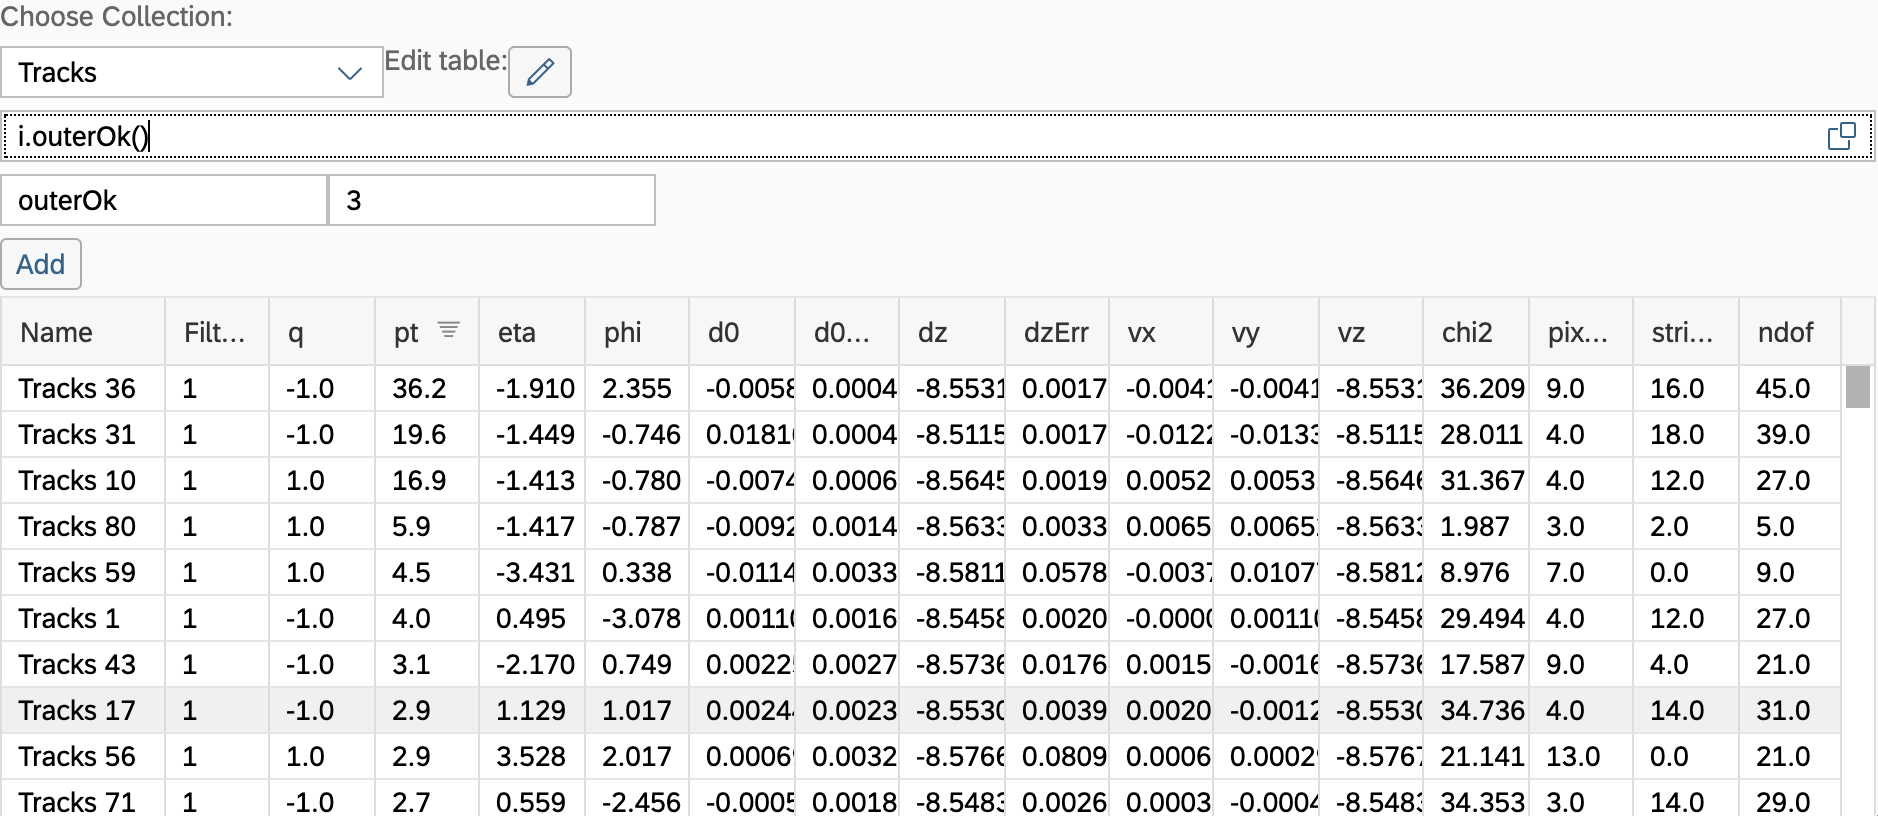 Choose Collection:
Tracks Edit table:
i.outerOk()
outerOk 3
Add
Name Filt... q pt eta phi d0 d0... dz dzErr vx vy vz chi2 pix... stri... ndof
Tracks 36 1 -1.0 36.2 -1.910 2.355 -0.0058 0.0004 -8.5531 0.0017 -0.0041 -0.0041 -8.5531 36.209 9.0 16.0 45.0
Tracks 31 1 -1.0 19.6 -1.449 -0.746 0.0181 0.0004 -8.5115 0.0017 -0.0122 -0.0133 -8.5115 28.011 4.0 18.0 39.0
Tracks 10 1 1.0 16.9 -1.413 -0.780 -0.0074 0.0006 -8.5645 0.0019 0.0052 0.0053 -8.5646 31.367 4.0 12.0 27.0
Tracks 80 1 1.0 5.9 -1.417 -0.787 -0.0092 0.0014 -8.5633 0.0033 0.0065 0.0065 -8.5633 1.987 3.0 2.0 5.0
Tracks 59 1 1.0 4.5 -3.431 0.338 -0.0114 0.0033 -8.5811 0.0578 -0.0037 0.0107 -8.5812 8.976 7.0 0.0 9.0
Tracks 1 1 -1.0 4.0 0.495 -3.078 0.0011 0.0016 -8.5458 0.0020 -0.0000 0.0011 -8.5458 29.494 4.0 12.0 27.0
Tracks 43 1 -1.0 3.1 -2.170 0.749 0.0022 0.0027 -8.5736 0.0176 0.0015 -0.0016 -8.5736 17.587 9.0 4.0 21.0
Tracks 17 1 -1.0 2.9 1.129 1.017 0.0024 0.0023 -8.5530 0.0039 0.0020 -0.0012 -8.5530 34.736 4.0 14.0 31.0
Tracks 56 1 1.0 2.9 3.528 2.017 0.0006 0.0032 -8.5766 0.0809 0.0006 0.0002 -8.5767 21.141 13.0 0.0 21.0
Tracks 71 1 -1.0 2.7 0.559 -2.456 -0.0005 0.0018 -8.5483 0.0026 0.0003 -0.0004 -8.5483 34.353 3.0 14.0 29.0